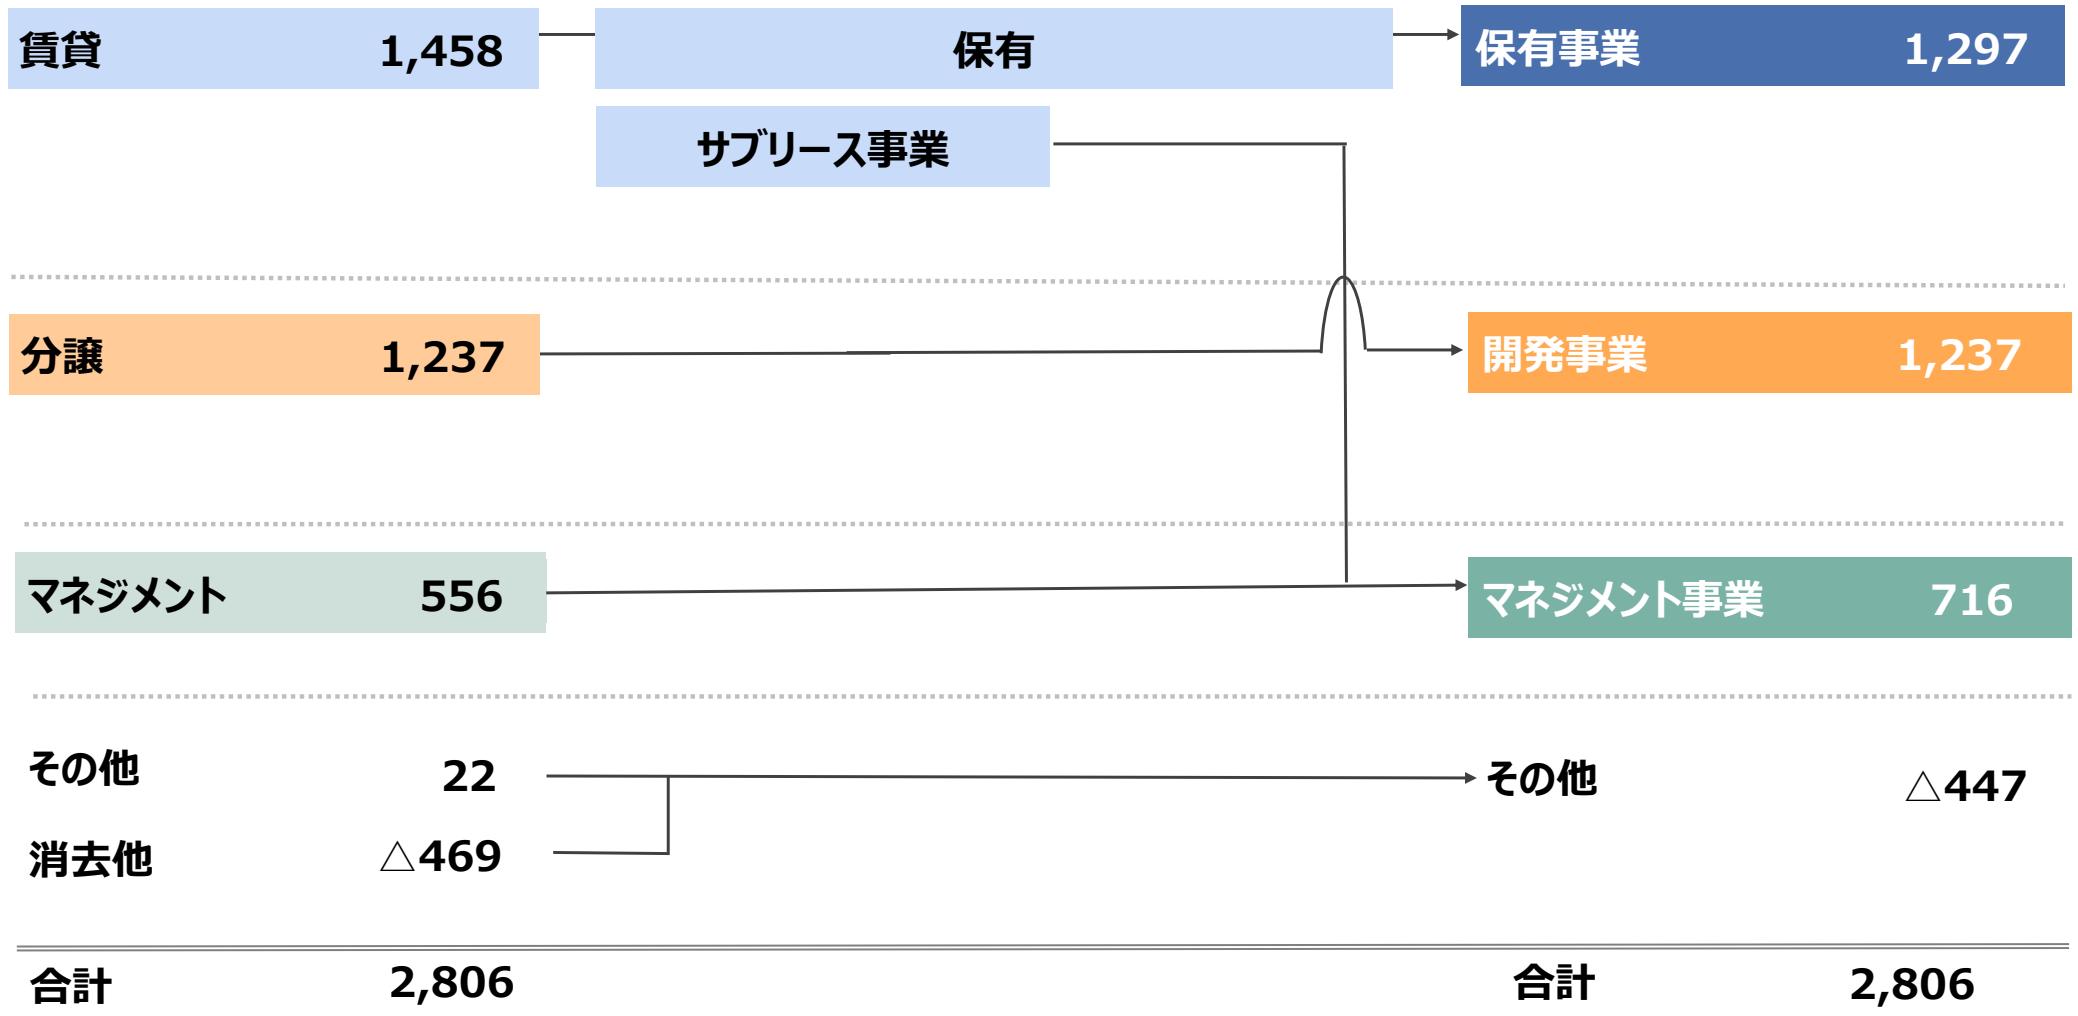 賃貸 1,458 保有 保有事業 1,297
サブリース事業
分譲 1,237 開発事業 1,237
マネジメント 556 マネジメント事業 716
その他 22 その他 △447
消去他 △469
合計 2,806 合計 2,806